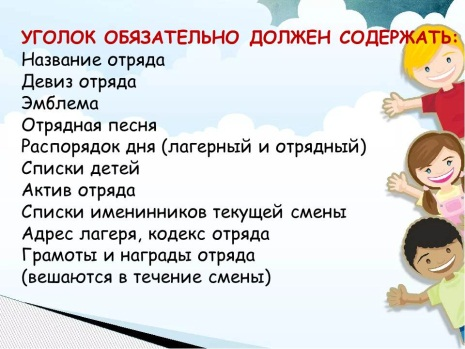 УГОЛОК ОБЯЗАТЕЛЬНО ДОЛЖЕН СОДЕРЖАТЬ:
Название отряда
Девиз отряда
Эмблема
Отрядная песня
Распорядок дня (лагерный и отрядный)
Списки детей
Актив отряда
Списки именинников текущей смены
Адрес лагеря, кодекс отряда
Грамоты и награды отряда
(вешаются в течение смены)